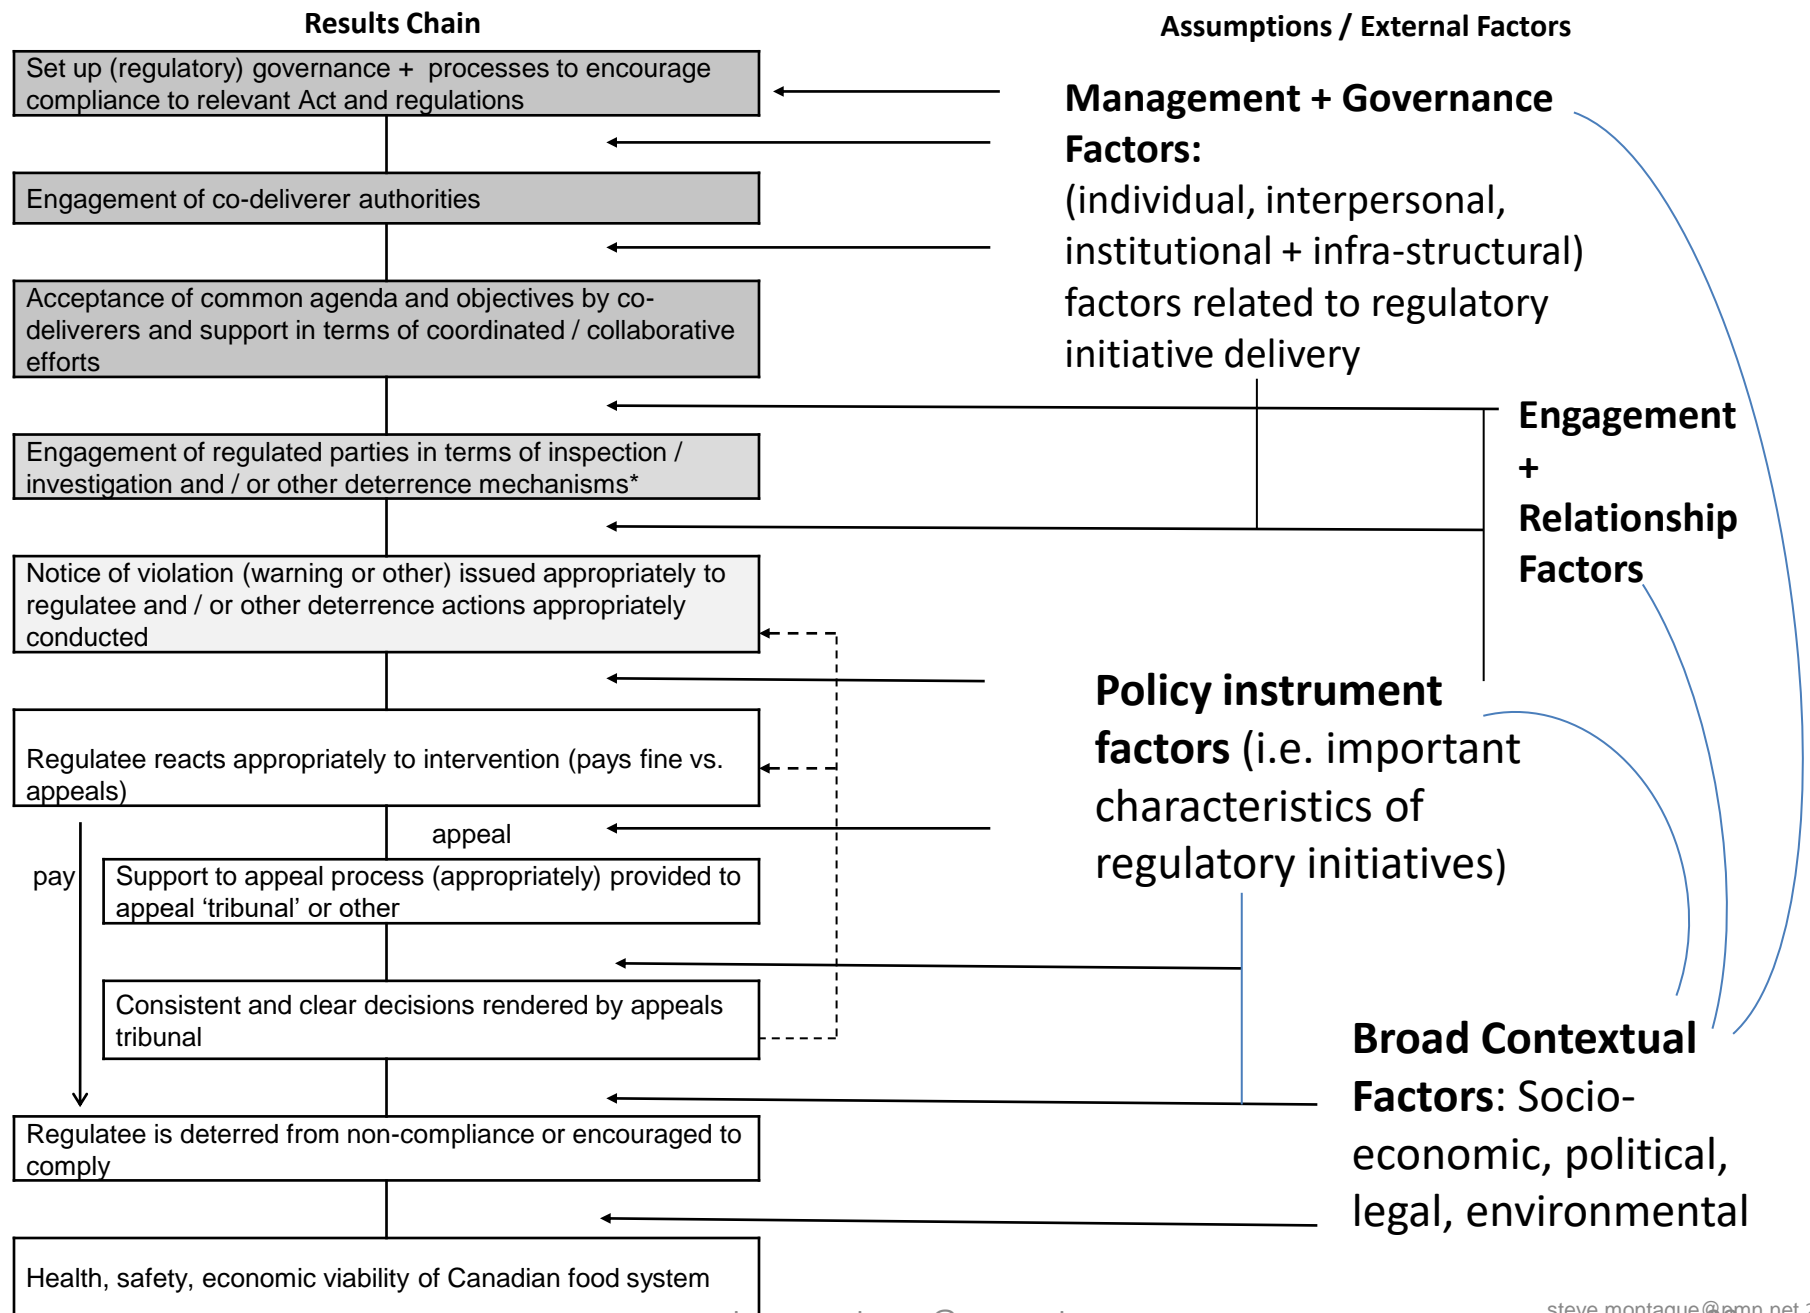 Results Chain
Set up (regulatory) governance + processes to encourage
compliance to relevant Act and regulations
Engagement of co-deliverer authorities
Acceptance of common agenda and objectives by co-
deliverers and support in terms of coordinated / collaborative
efforts
Engagement of regulated parties in terms of inspection /
investigation and / or other deterrence mechanisms*
Notice of violation (warning or other) issued appropriately to
regulatee and / or other deterrence actions appropriately
conducted
Regulatee reacts appropriately to intervention (pays fine vs.
appeals)
appeal
pay
Support to appeal process (appropriately) provided to
appeal ‘tribunal’ or other
Consistent and clear decisions rendered by appeals
tribunal
Regulatee is deterred from non-compliance or encouraged to
comply
Health, safety, economic viability of Canadian food system
Assumptions / External Factors
Management + Governance
Factors:
(individual, interpersonal,
institutional + infra-structural)
factors related to regulatory
initiative delivery
Engagement
+
Relationship
Factors
Policy instrument
factors (i.e. important
characteristics of
regulatory initiatives)
Broad Contextual
Factors: Socio-
economic, political,
legal, environmental
steve.montague@pmn.net